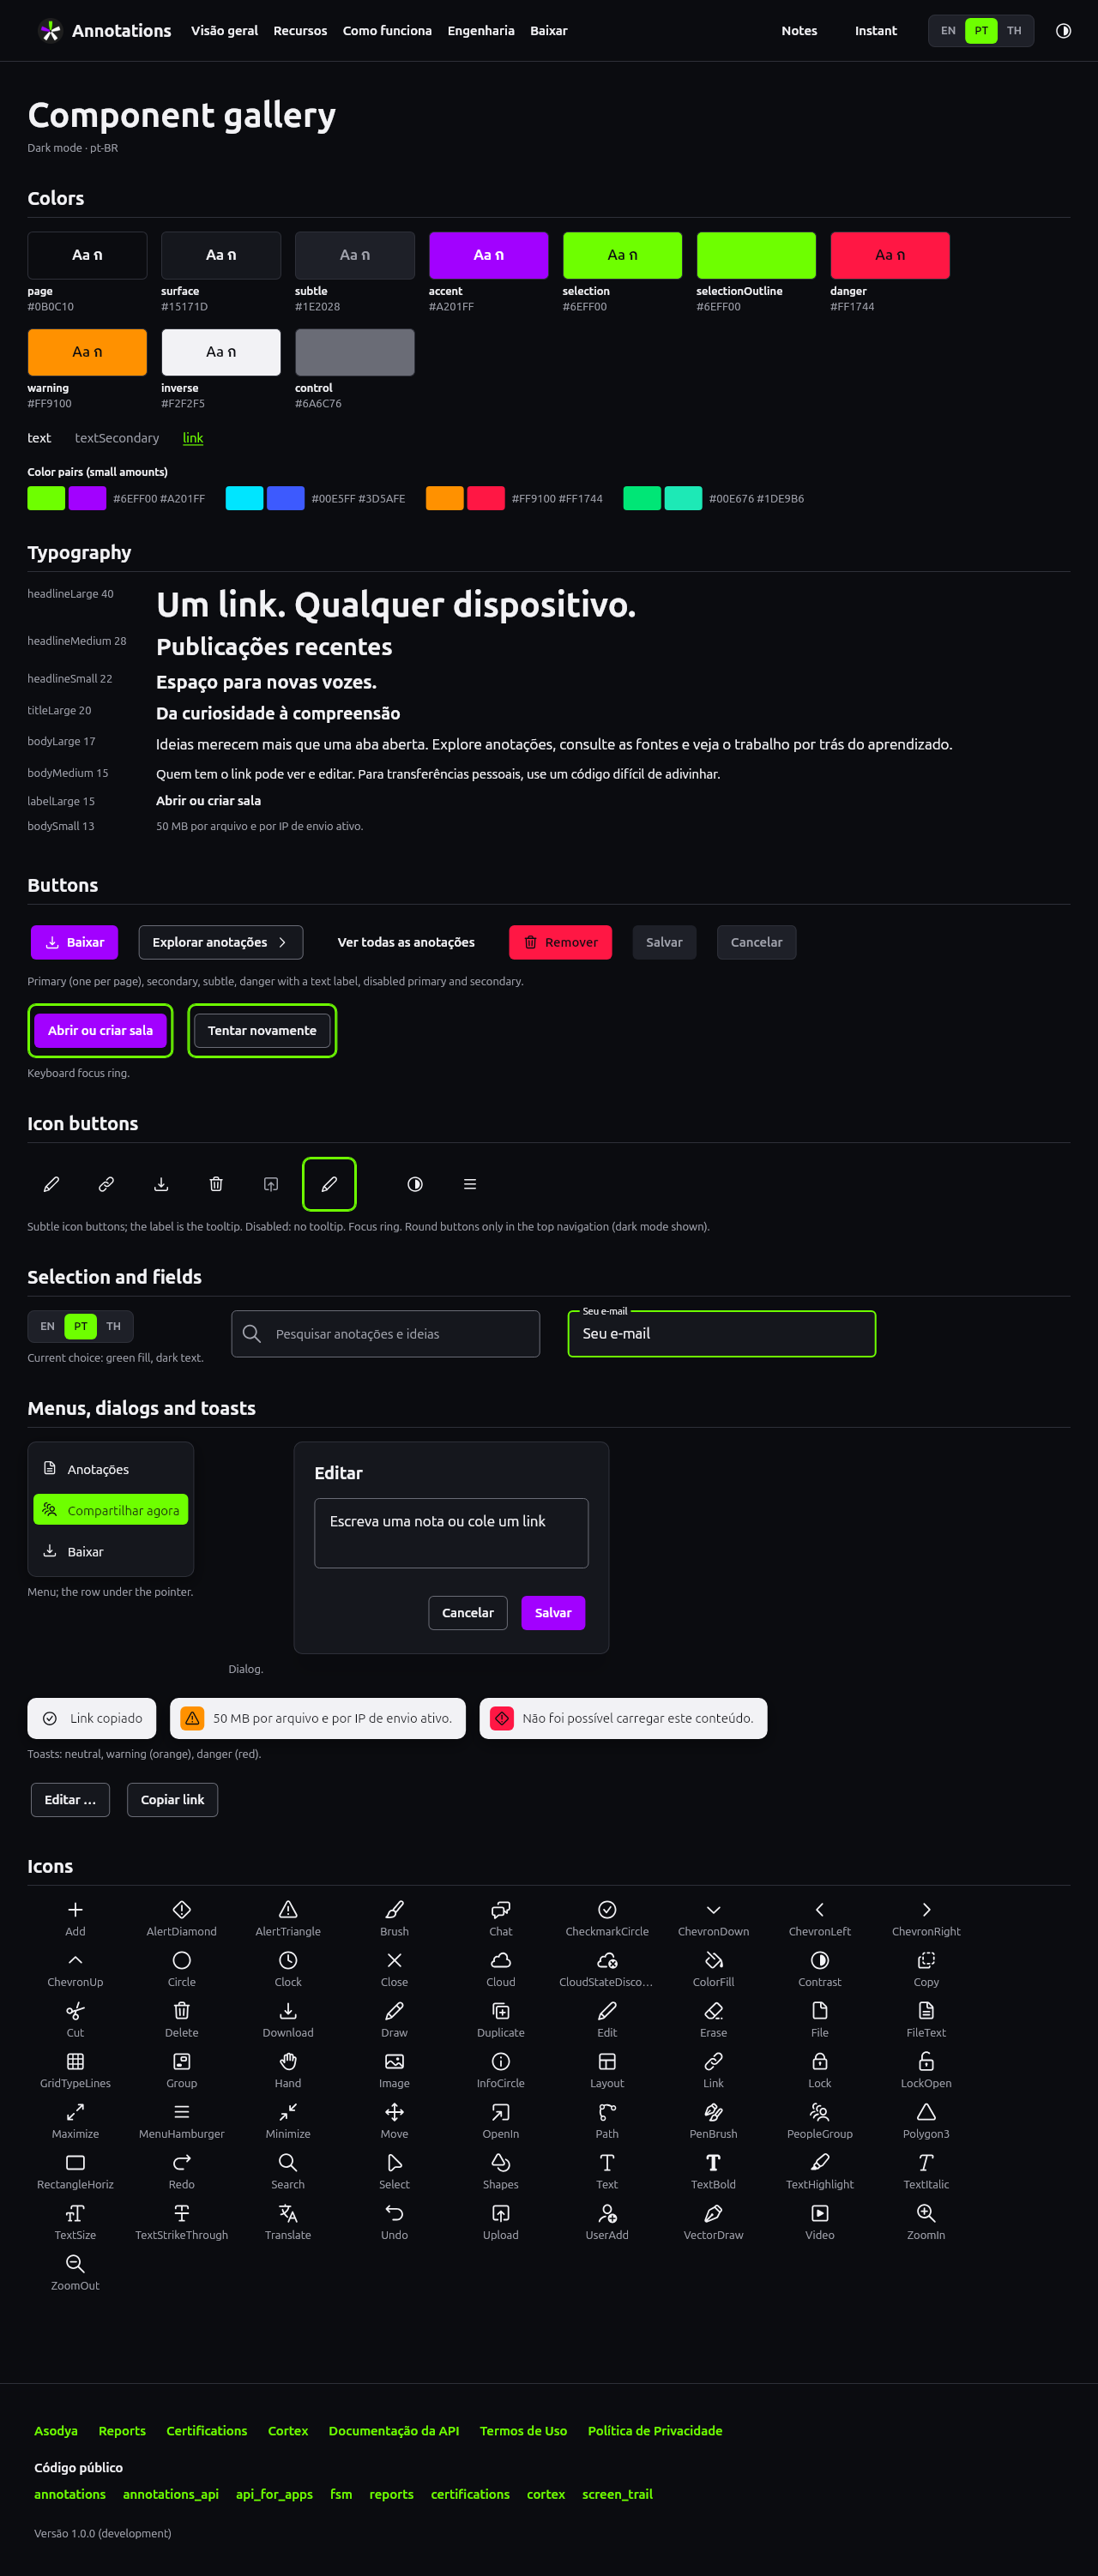 Annotations Visão geral Recursos Como funciona Engenharia Baixar Notes Instant EN PT TH
Component gallery
Dark mode · pt-BR
Colors
Aa ก Aa ก Aa ก Aa ก Aa ก Aa ก
page surface subtle accent selection selectionOutline danger
#0B0C10 #15171D #1E2028 #A201FF #6EFF00 #6EFF00 #FF1744
Aa ก Aa ก
warning inverse control
#FF9100 #F2F2F5 #6A6C76
text textSecondary link
Color pairs (small amounts)
#6EFF00 #A201FF #00E5FF #3D5AFE #FF9100 #FF1744 #00E676 #1DE9B6
Typography
headlineLarge 40 Um link. Qualquer dispositivo.
headlineMedium 28 Publicações recentes
headlineSmall 22 Espaço para novas vozes.
titleLarge 20 Da curiosidade à compreensão
bodyLarge 17 Ideias merecem mais que uma aba aberta. Explore anotações, consulte as fontes e veja o trabalho por trás do aprendizado.
bodyMedium 15 Quem tem o link pode ver e editar. Para transferências pessoais, use um código difícil de adivinhar.
labelLarge 15 Abrir ou criar sala
bodySmall 13 50 MB por arquivo e por IP de envio ativo.
Buttons
Baixar Explorar anotações Ver todas as anotações Remover Salvar Cancelar
Primary (one per page), secondary, subtle, danger with a text label, disabled primary and secondary.
Abrir ou criar sala Tentar novamente
Keyboard focus ring.
Icon buttons
Subtle icon buttons; the label is the tooltip. Disabled: no tooltip. Focus ring. Round buttons only in the top navigation (dark mode shown).
Selection and fields
EN PT TH Pesquisar anotações e ideias Seu e-mail
Seu e-mail
Current choice: green fill, dark text.
Menus, dialogs and toasts
Anotações
Compartilhar agora
Baixar
Menu; the row under the pointer.
Editar
Escreva uma nota ou cole um link
Cancelar Salvar
Dialog.
Link copiado 50 MB por arquivo e por IP de envio ativo. Não foi possível carregar este conteúdo.
Toasts: neutral, warning (orange), danger (red).
Editar … Copiar link
Icons
Add AlertDiamond AlertTriangle Brush Chat CheckmarkCircle ChevronDown ChevronLeft ChevronRight
ChevronUp Circle Clock Close Cloud CloudStateDisco… ColorFill Contrast Copy
Cut Delete Download Draw Duplicate Edit Erase File FileText
GridTypeLines Group Hand Image InfoCircle Layout Link Lock LockOpen
Maximize MenuHamburger Minimize Move OpenIn Path PenBrush PeopleGroup Polygon3
RectangleHoriz Redo Search Select Shapes Text TextBold TextHighlight TextItalic
TextSize TextStrikeThrough Translate Undo Upload UserAdd VectorDraw Video ZoomIn
ZoomOut
Asodya Reports Certifications Cortex Documentação da API Termos de Uso Política de Privacidade
Código público
annotations annotations_api api_for_apps fsm reports certifications cortex screen_trail
Versão 1.0.0 (development)